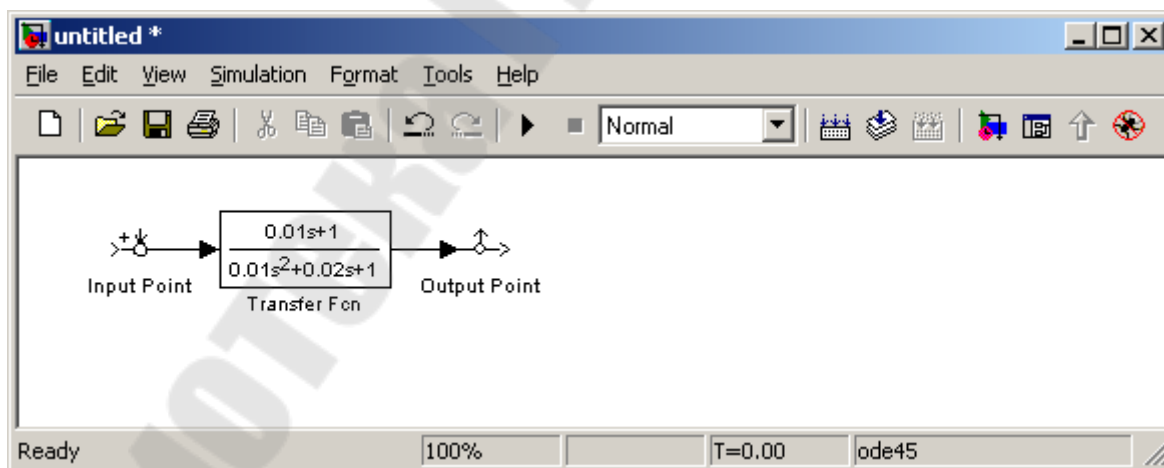 untitled *
File Edit View Simulation Format Tools Help
Normal
0.01s+1
0.01s²+0.02s+1
Input Point
Output Point
Transfer Fcn
Ready 100% T=0.00 ode45